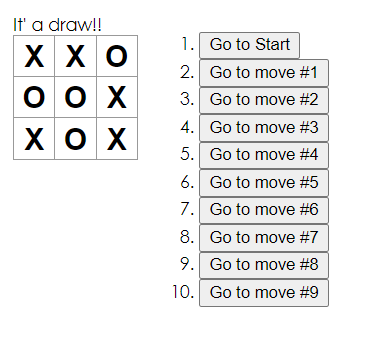 It' a draw!!
X X O
O O X
X O X
1. Go to Start
2. Go to move #1
3. Go to move #2
4. Go to move #3
5. Go to move #4
6. Go to move #5
7. Go to move #6
8. Go to move #7
9. Go to move #8
10. Go to move #9